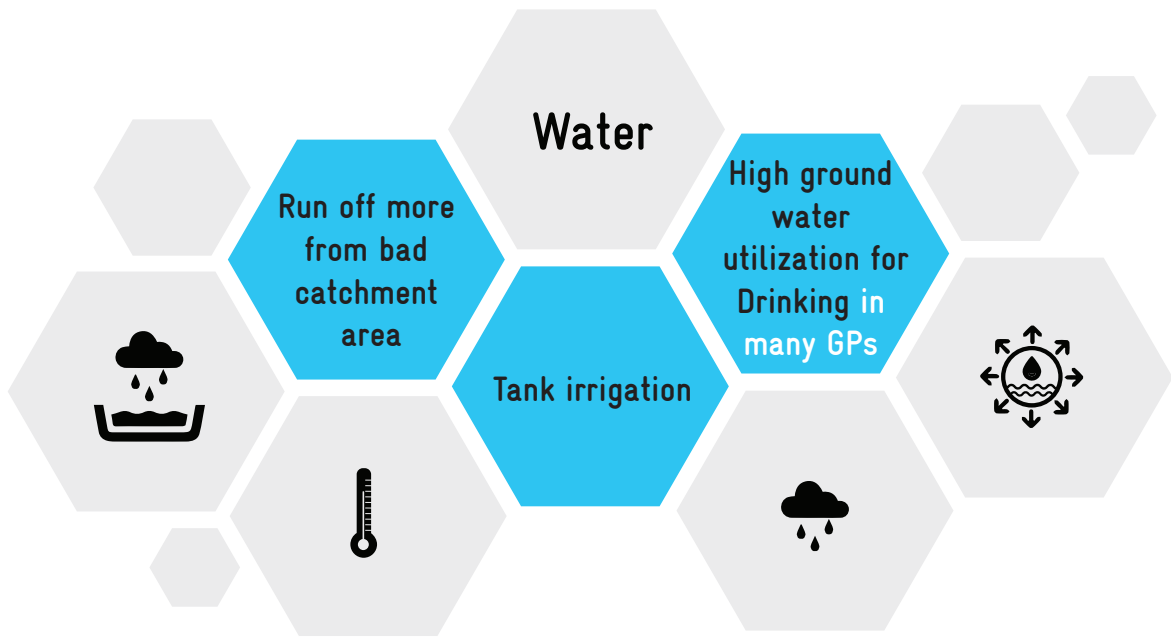 Water
Run off more
from bad
catchment
area
High ground
water
utilization for
Drinking in
many GPs
Tank irrigation